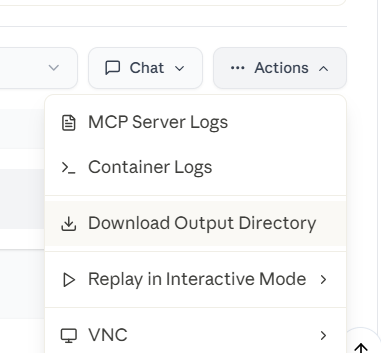 Chat
Actions
MCP Server Logs
Container Logs
Download Output Directory
Replay in Interactive Mode
VNC